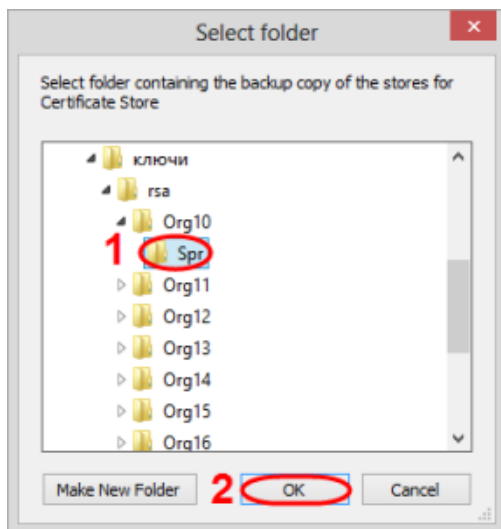 Select folder
Select folder containing the backup copy of the stores for
Certificate Store
ключи
rsa
Org10
1 Spr
Org11
Org12
Org13
Org14
Org15
Org16
Make New Folder 2 OK Cancel